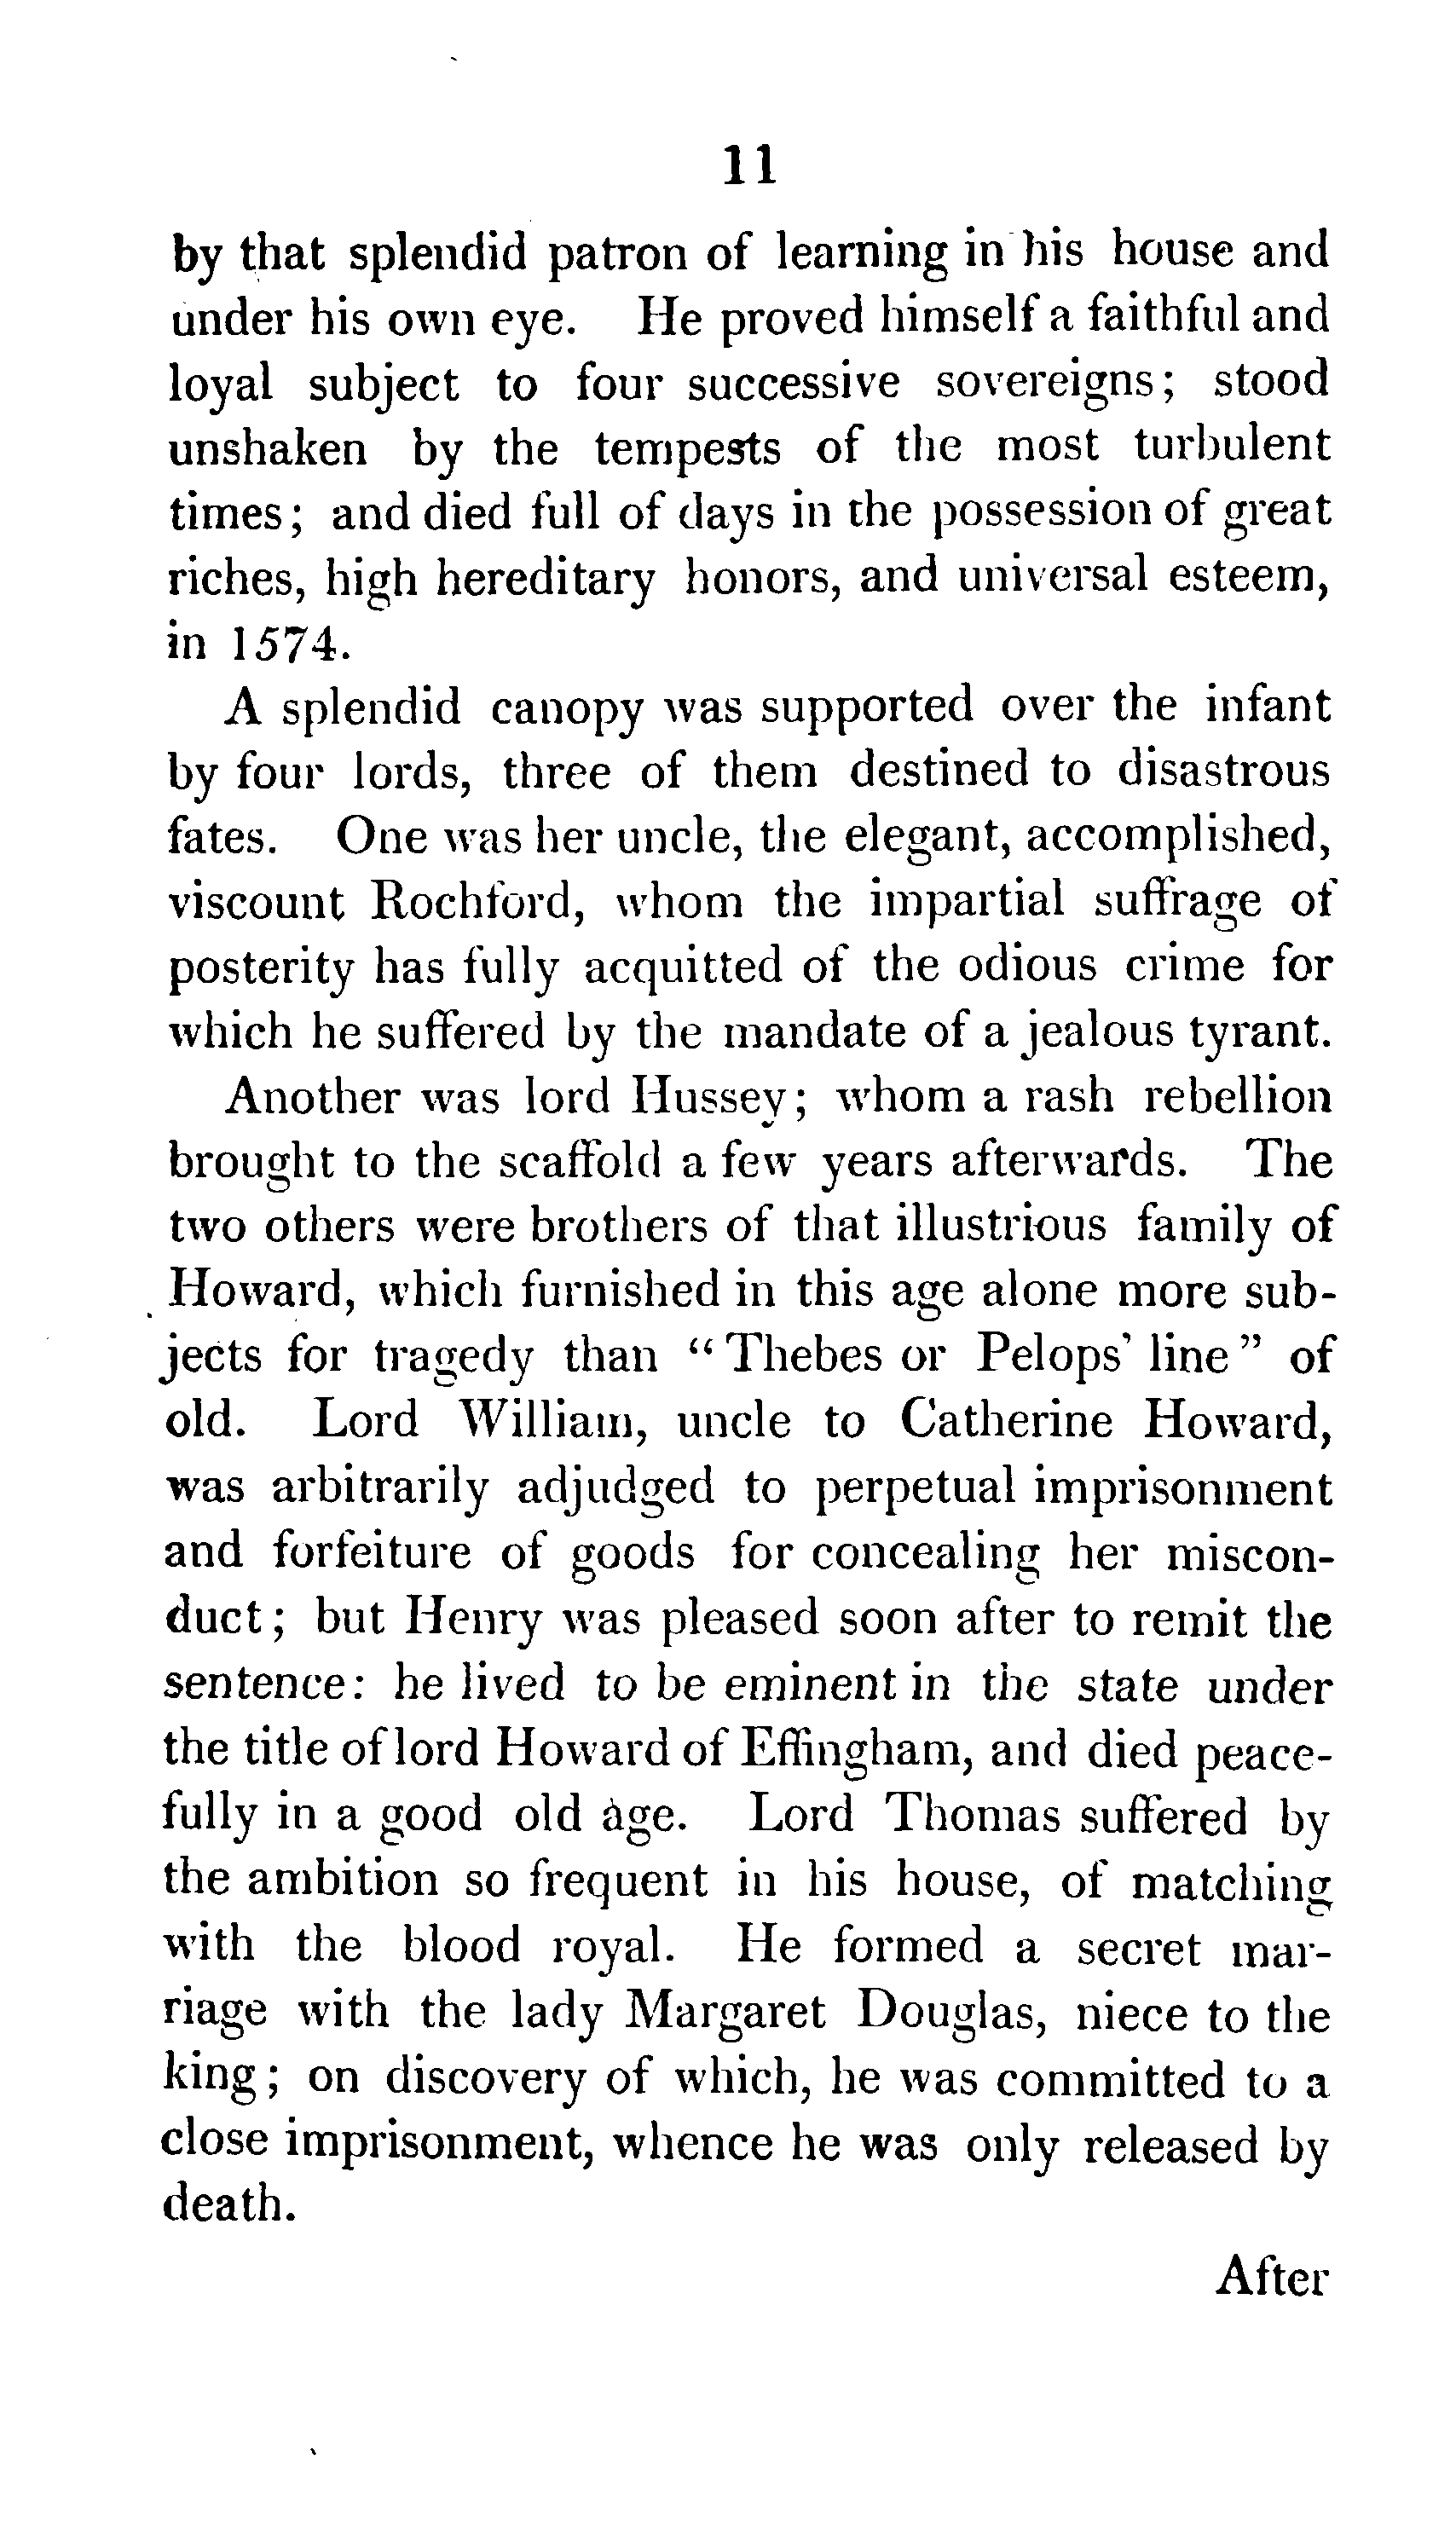 11
by that splendid patron of learning in his house and
under his own eye. He proved himself a faithful and
loyal subject to four successive sovereigns; stood
unshaken by the tempests of the most turbulent
times; and died full of days in the possession of great
riches, high hereditary honors, and universal esteem,
in 1574.
A splendid canopy was supported over the infant
by four lords, three of them destined to disastrous
fates. One was her uncle, the elegant, accomplished,
viscount Rochford, whom the impartial suffrage of
posterity has fully acquitted of the odious crime for
which he suffered by the mandate of a jealous tyrant.
Another was lord Hussey; whom a rash rebellion
brought to the scaffold a few years afterwards. The
two others were brothers of that illustrious family of
Howard, which furnished in this age alone more sub-
jects for tragedy than "Thebes or Pelops' line" of
old. Lord William, uncle to Catherine Howard,
was arbitrarily adjudged to perpetual imprisonment
and forfeiture of goods for concealing her miscon-
duct; but Henry was pleased soon after to remit the
sentence: he lived to be eminent in the state under
the title of lord Howard of Effingham, and died peace-
fully in a good old age. Lord Thomas suffered by
the ambition so frequent in his house, of matching
with the blood royal. He formed a secret mar-
riage with the lady Margaret Douglas, niece to the
king; on discovery of which, he was committed to a
close imprisonment, whence he was only released by
death.
After